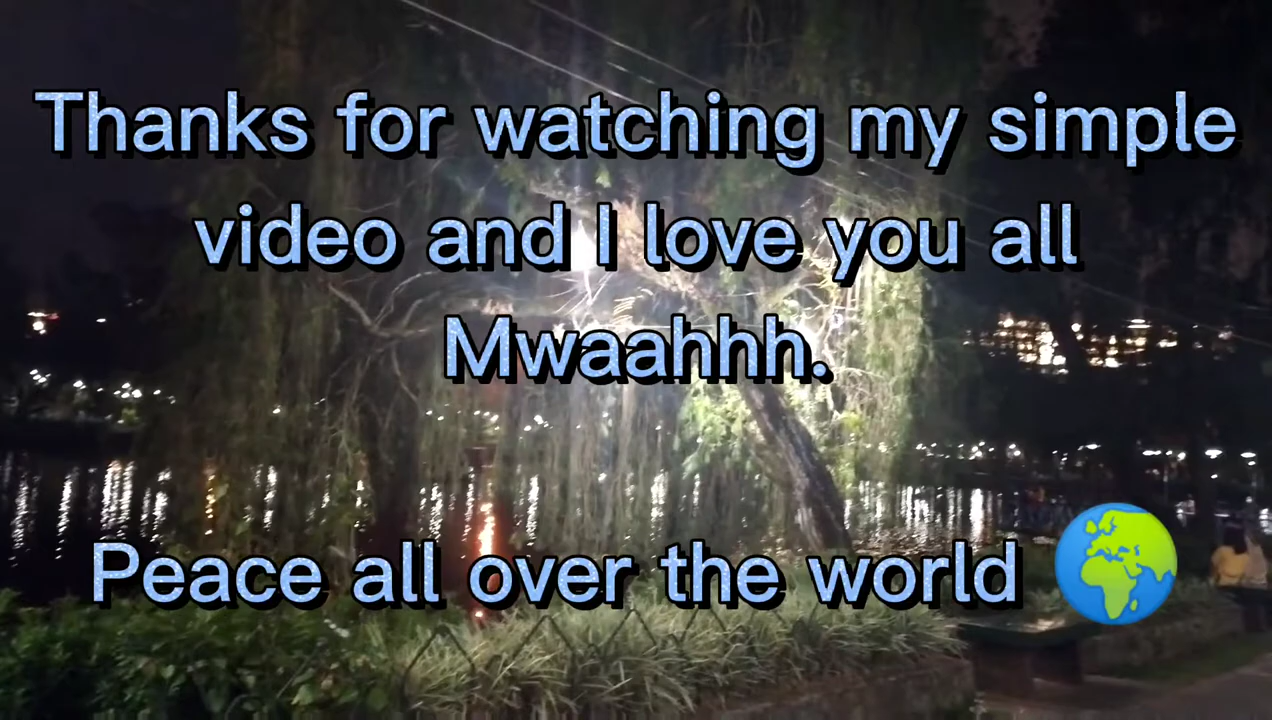 Thanks for watching my simple
video and I love you all
Mwaahhh.
Peace all over the world 🌍